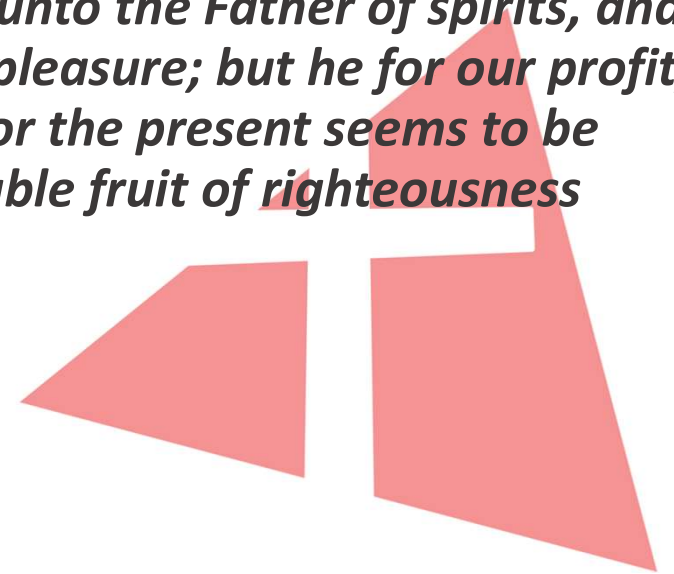 unto the Father of spirits, and
pleasure; but he for our profit
or the present seems to be
ble fruit of righteousness